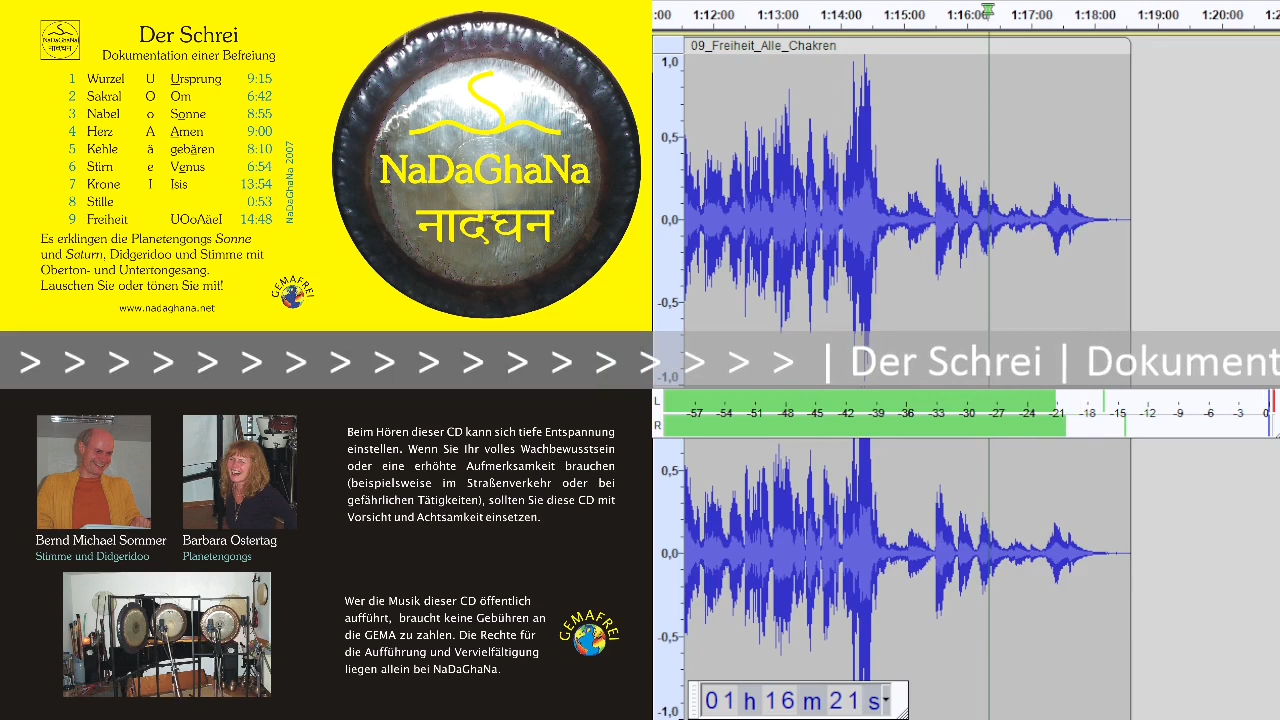 NaDaGhaNa
नादघन
Der Schrei
Dokumentation einer Befreiung
1 Wurzel U Ursprung 9:15
2 Sakral O Om 6:42
3 Nabel o Sonne 8:55
4 Herz A Amen 9:00
5 Kehle ä gebären 8:10
6 Stirn e Venus 6:54
7 Krone I Isis 13:54
8 Stille 0:53
9 Freiheit UOoAäeI 14:48
NaDaGhaNa 2007
Es erklingen die Planetengongs Sonne
und Saturn, Didgeridoo und Stimme mit
Oberton- und Untertongesang.
Lauschen Sie oder tönen Sie mit!
www.nadaghana.net
GEMAFREI
NaDaGhaNa
नादघन
:00 1:12:00 1:13:00 1:14:00 1:15:00 1:16:00 1:17:00 1:18:00 1:19:00 1:20:00 1:2
09_Freiheit_Alle_Chakren
1,0
0,5
0,0
-0,5
-1,0
> > > > > > > > > > > > > > > > > > | Der Schrei | Dokument
L
-57 -54 -51 -48 -45 -42 -39 -36 -33 -30 -27 -24 -21 -18 -15 -12 -9 -6 -3 0
R
0,5
0,0
-0,5
-1,0
01 h 16 m 21 s
Bernd Michael Sommer
Stimme und Didgeridoo
Barbara Ostertag
Planetengongs
Beim Hören dieser CD kann sich tiefe Entspannung
einstellen. Wenn Sie Ihr volles Wachbewusstsein
oder eine erhöhte Aufmerksamkeit brauchen
(beispielsweise im Straßenverkehr oder bei
gefährlichen Tätigkeiten), sollten Sie diese CD mit
Vorsicht und Achtsamkeit einsetzen.
Wer die Musik dieser CD öffentlich
aufführt, braucht keine Gebühren an
die GEMA zu zahlen. Die Rechte für
die Aufführung und Vervielfältigung
liegen allein bei NaDaGhaNa.
GEMAFREI